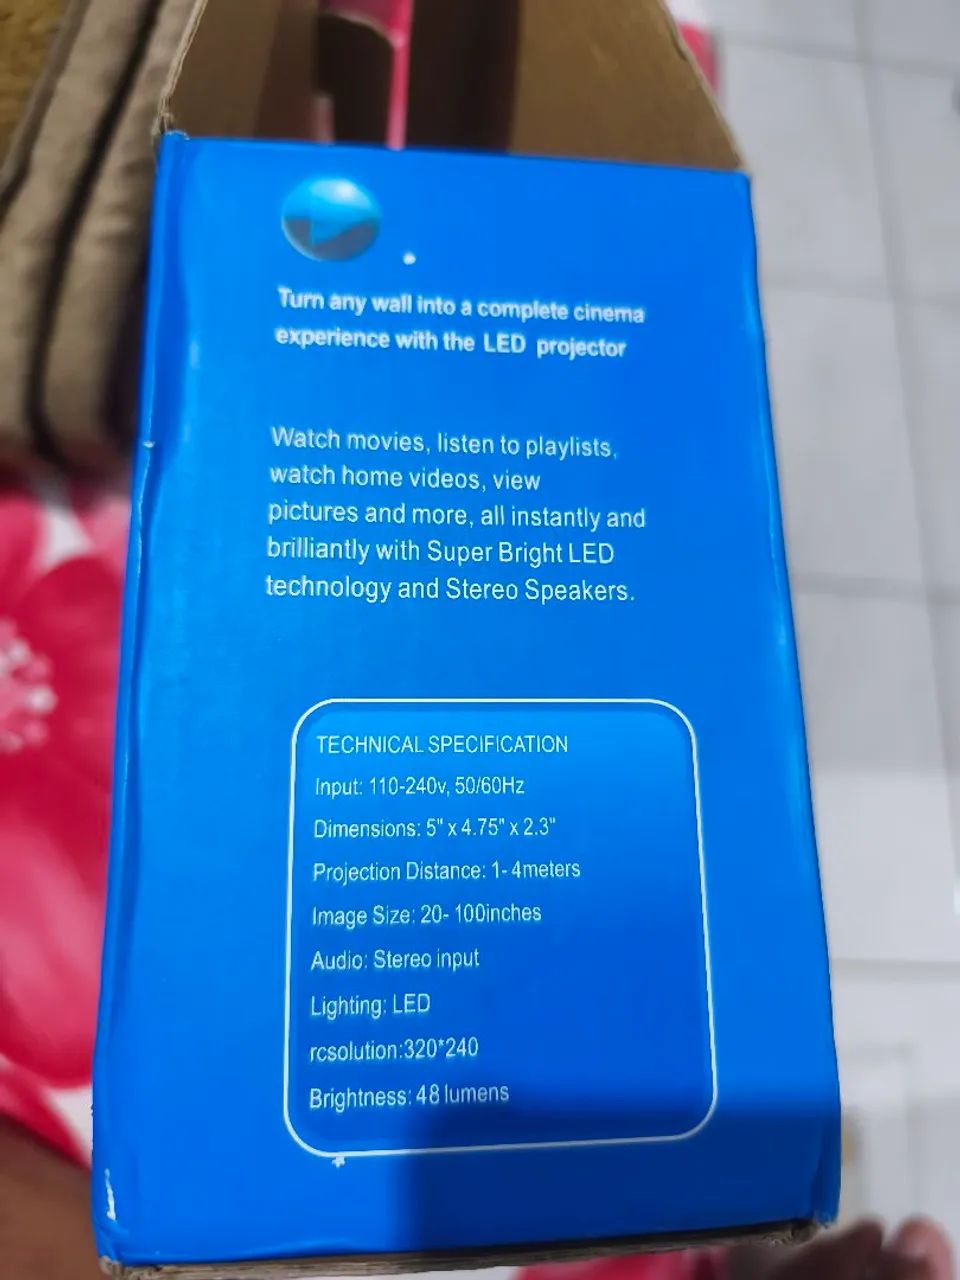 Turn any wall into a complete cinema
experience with the LED projector
Watch movies, listen to playlists,
watch home videos, view
pictures and more, all instantly and
brilliantly with Super Bright LED
technology and Stereo Speakers.
TECHNICAL SPECIFICATION
Input: 110-240v, 50/60Hz
Dimensions: 5" x 4.75" x 2.3"
Projection Distance: 1- 4meters
Image Size: 20- 100inches
Audio: Stereo input
Lighting: LED
rcsolution:320*240
Brightness: 48 lumens